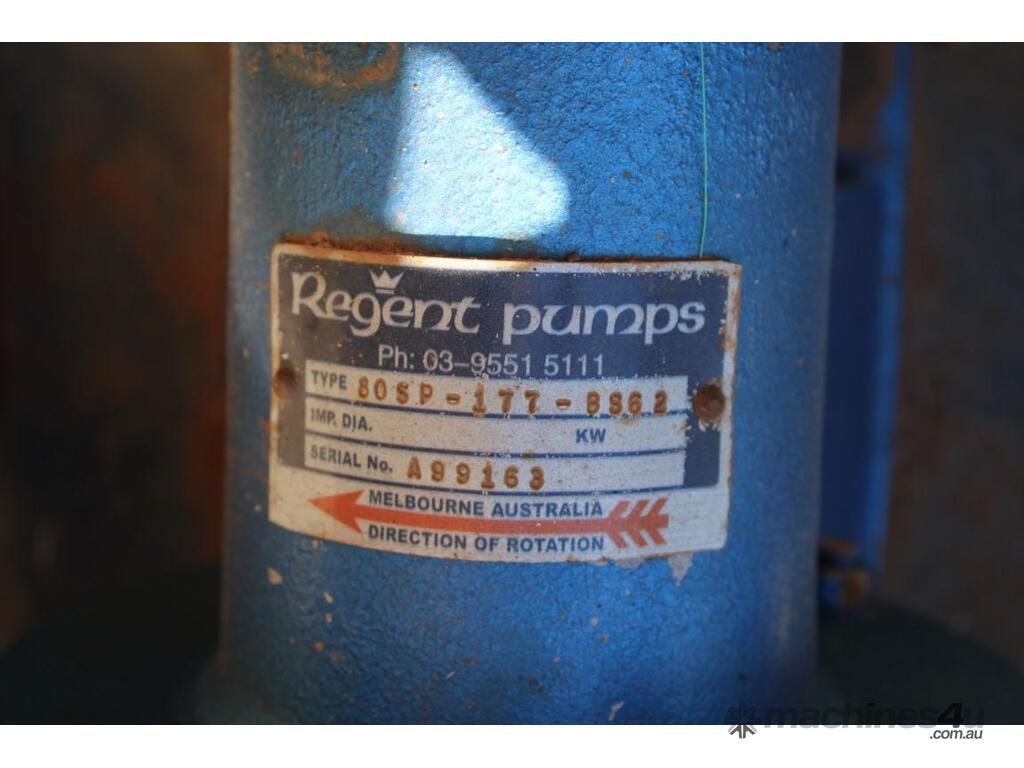 Regent pumps
Ph: 03-9551 5111
TYPE 80SP-177-BS62
IMP. DIA. KW
SERIAL No. A99163
MELBOURNE AUSTRALIA
DIRECTION OF ROTATION
machines4u
.com.au